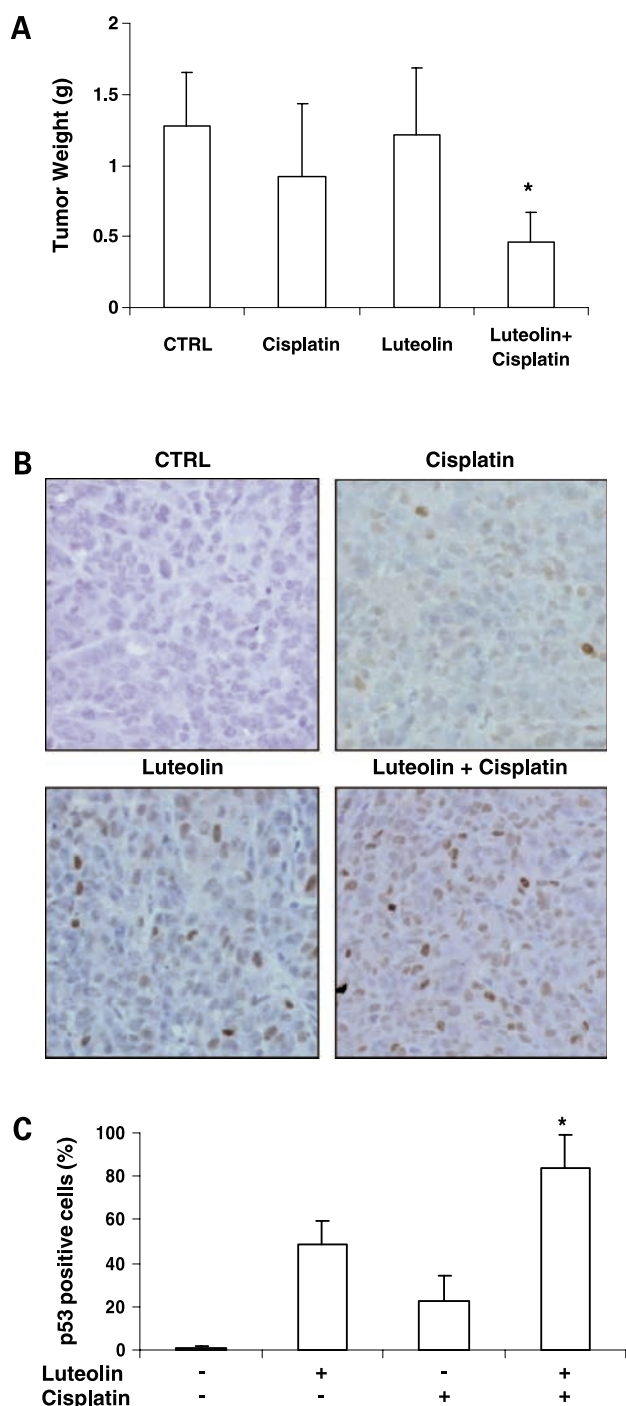 A
Tumor Weight (g)
2
1.5
1
0.5
0
*
CTRL Cisplatin Luteolin Luteolin+
Cisplatin
B
CTRL Cisplatin
Luteolin Luteolin + Cisplatin
C
p53 positive cells (%)
100
80
60
40
20
0
*
Luteolin - + - +
Cisplatin - - + +